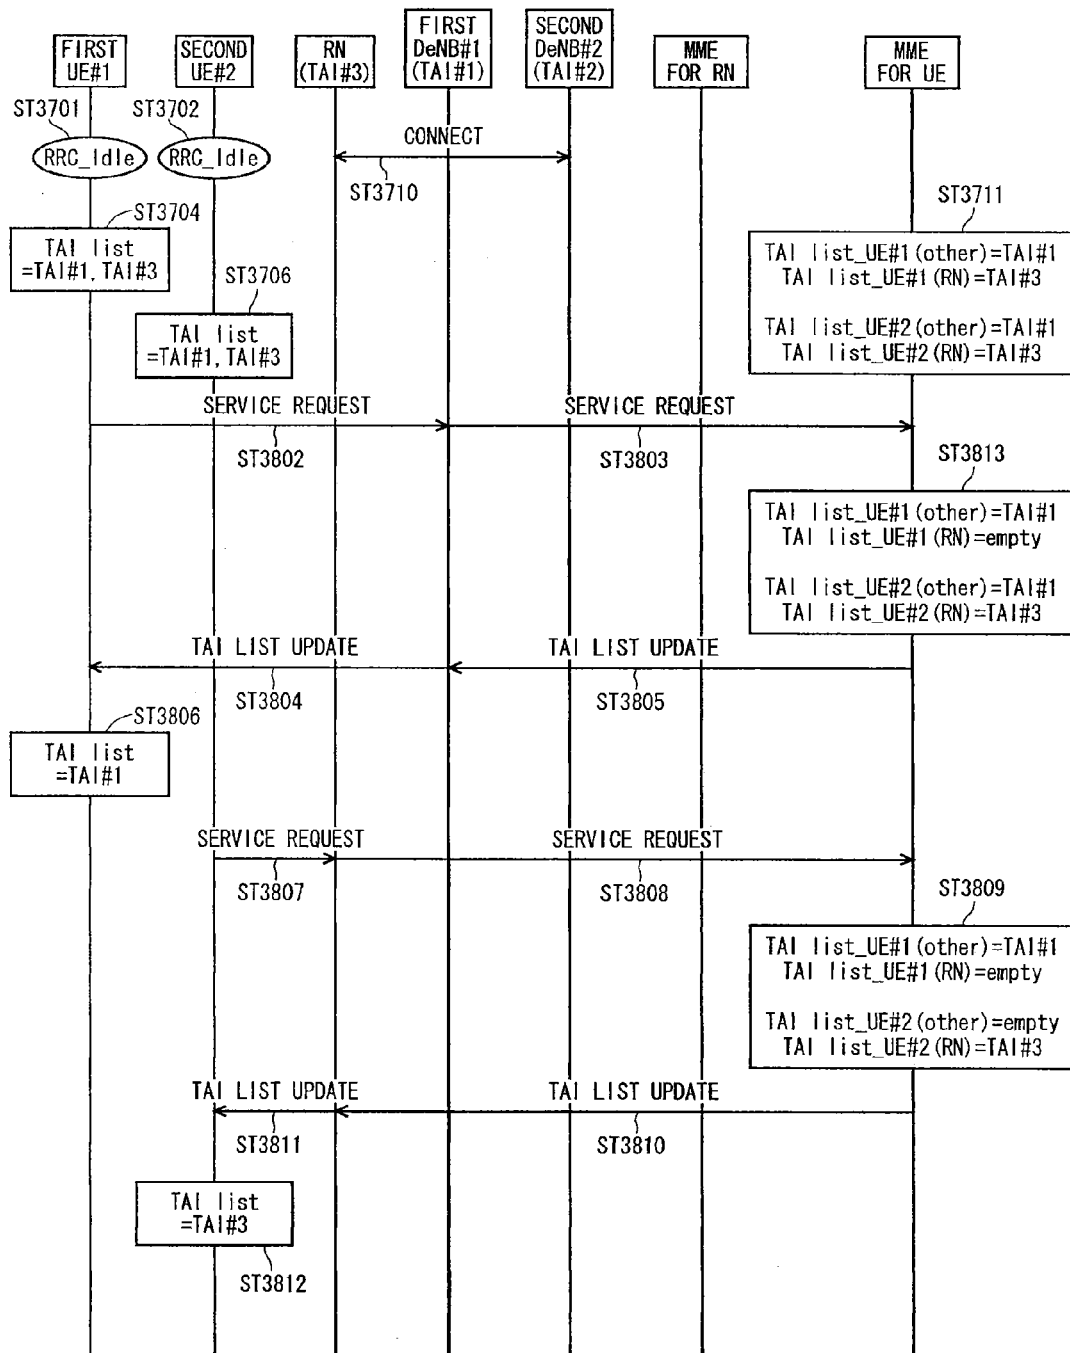 FIRST
UE#1
SECOND
UE#2
RN
(TAI#3)
FIRST
DeNB#1
(TAI#1)
SECOND
DeNB#2
(TAI#2)
MME
FOR RN
MME
FOR UE
ST3701
ST3702
RRC_Idle
RRC_Idle
CONNECT
ST3710
ST3704
TAI list
=TAI#1, TAI#3
ST3706
TAI list
=TAI#1, TAI#3
ST3711
TAI list_UE#1(other)=TAI#1
TAI list_UE#1(RN)=TAI#3
TAI list_UE#2(other)=TAI#1
TAI list_UE#2(RN)=TAI#3
SERVICE REQUEST
SERVICE REQUEST
ST3802
ST3803
ST3813
TAI list_UE#1(other)=TAI#1
TAI list_UE#1(RN)=empty
TAI list_UE#2(other)=TAI#1
TAI list_UE#2(RN)=TAI#3
TAI LIST UPDATE
TAI LIST UPDATE
ST3804
ST3805
ST3806
TAI list
=TAI#1
SERVICE REQUEST
SERVICE REQUEST
ST3807
ST3808
ST3809
TAI list_UE#1(other)=TAI#1
TAI list_UE#1(RN)=empty
TAI list_UE#2(other)=empty
TAI list_UE#2(RN)=TAI#3
TAI LIST UPDATE
TAI LIST UPDATE
ST3811
ST3810
TAI list
=TAI#3
ST3812